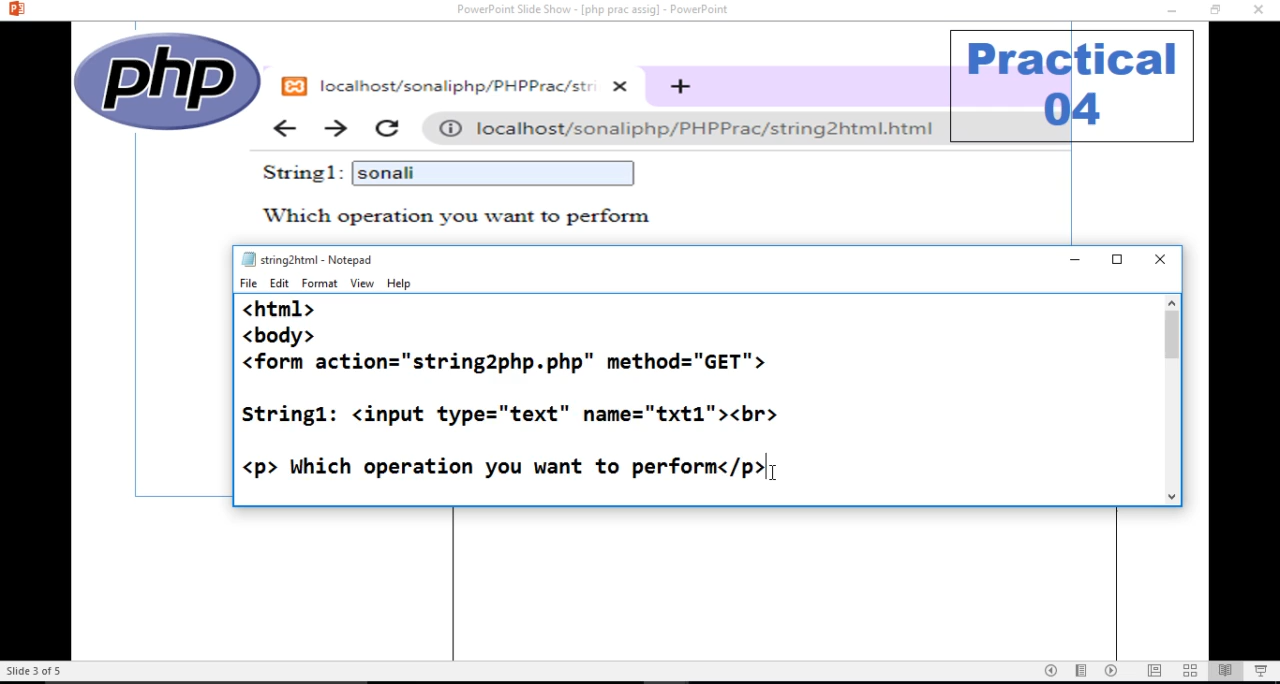 PowerPoint Slide Show - [php prac assig] - PowerPoint
php
localhost/sonaliphp/PHPPrac/stri
Practical
04
localhost/sonaliphp/PHPPrac/string2html.html
String1: sonali
Which operation you want to perform
string2html - Notepad
File Edit Format View Help
<html>
<body>
<form action="string2php.php" method="GET">
String1: <input type="text" name="txt1"><br>
<p> Which operation you want to perform</p>
Slide 3 of 5